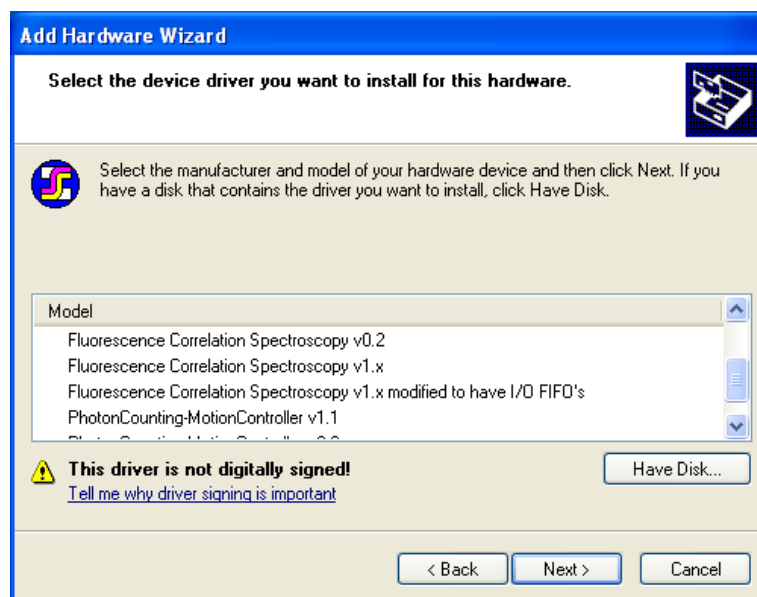 Add Hardware Wizard
Select the device driver you want to install for this hardware.
Select the manufacturer and model of your hardware device and then click Next. If you
have a disk that contains the driver you want to install, click Have Disk.
Model
Fluorescence Correlation Spectroscopy v0.2
Fluorescence Correlation Spectroscopy v1.x
Fluorescence Correlation Spectroscopy v1.x modified to have I/O FIFO's
PhotonCounting-MotionController v1.1
This driver is not digitally signed!
Have Disk...
Tell me why driver signing is important
< Back
Next >
Cancel